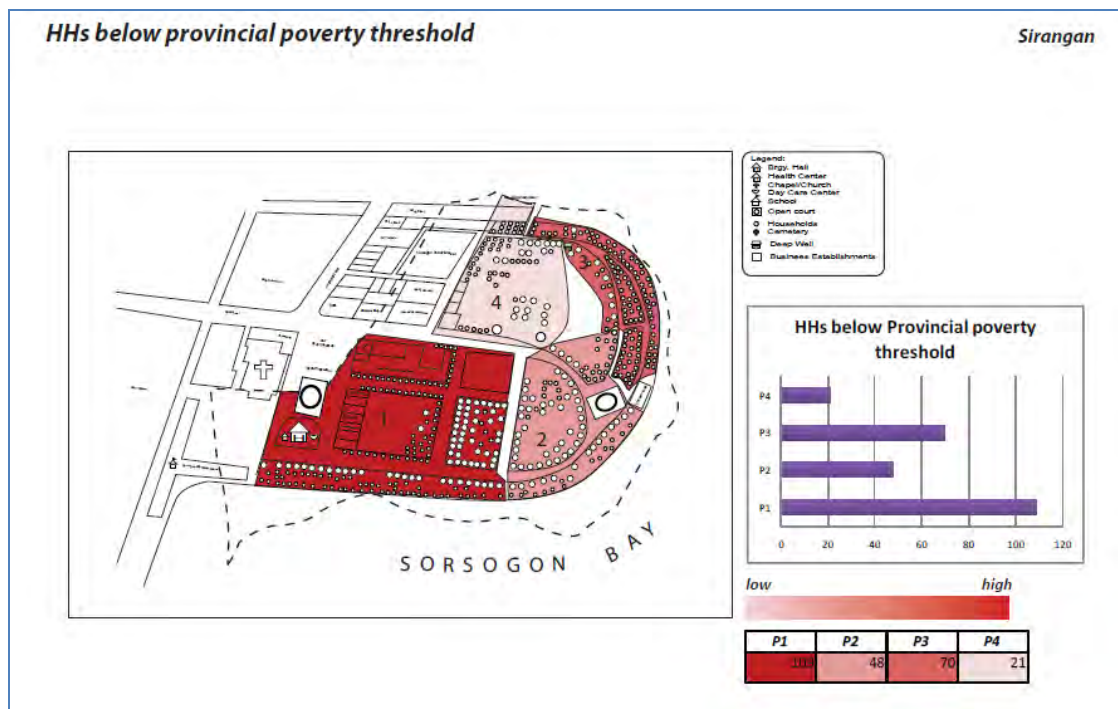 HHs below provincial poverty threshold
Sirangan
Legend:
Brgy. Hall
Health Center
Chapel/Church
Day Care Center
School
Open court
Households
Cemetery
Deep Well
Business Establishments
3
4
1
2
SORSOGON BAY
HHs below Provincial poverty
threshold
P4
P3
P2
P1
0 20 40 60 80 100 120
low high
P1 P2 P3 P4
48 70 21